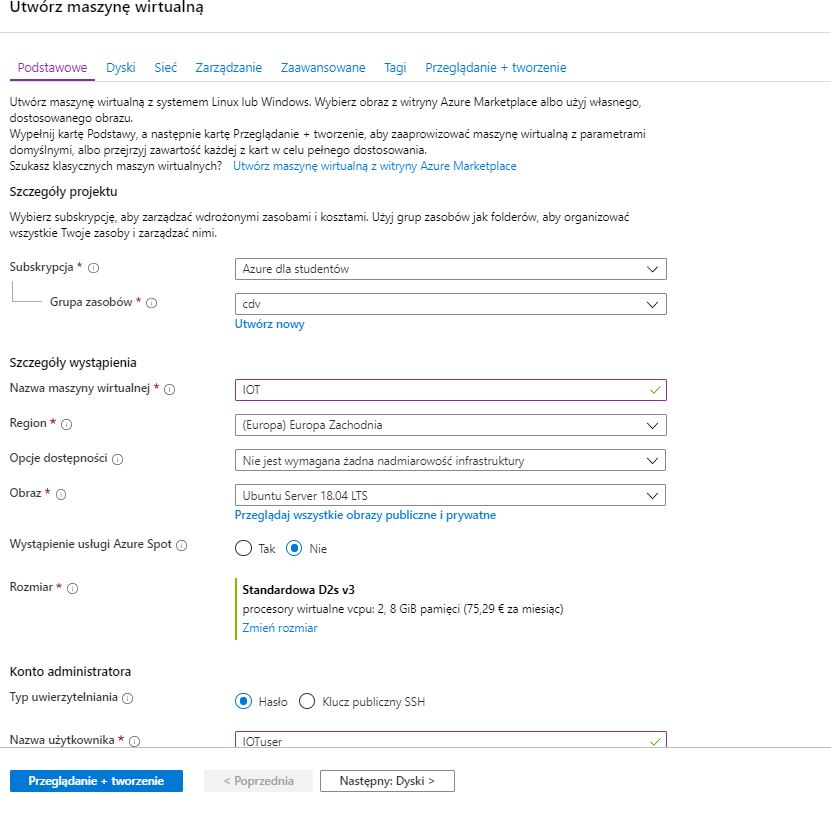 Utwórz maszynę wirtualną
Podstawowe Dyski Sieć Zarządzanie Zaawansowane Tagi Przeglądanie + tworzenie
Utwórz maszynę wirtualną z systemem Linux lub Windows. Wybierz obraz z witryny Azure Marketplace albo użyj własnego,
dostosowanego obrazu.
Wypełnij kartę Podstawy, a następnie kartę Przeglądanie + tworzenie, aby zaaprowizować maszynę wirtualną z parametrami
domyślnymi, albo przejrzyj zawartość każdej z kart w celu pełnego dostosowania.
Szukasz klasycznych maszyn wirtualnych? Utwórz maszynę wirtualną z witryny Azure Marketplace
Szczegóły projektu
Wybierz subskrypcję, aby zarządzać wdrożonymi zasobami i kosztami. Użyj grup zasobów jak folderów, aby organizować
wszystkie Twoje zasoby i zarządzać nimi.
Subskrypcja * Azure dla studentów
Grupa zasobów * cdv
Utwórz nowy
Szczegóły wystąpienia
Nazwa maszyny wirtualnej * IOT
Region * (Europa) Europa Zachodnia
Opcje dostępności Nie jest wymagana żadna nadmiarowość infrastruktury
Obraz * Ubuntu Server 18.04 LTS
Przeglądaj wszystkie obrazy publiczne i prywatne
Wystąpienie usługi Azure Spot Tak Nie
Rozmiar * Standardowa D2s v3
procesory wirtualne vcpu: 2, 8 GiB pamięci (75,29 € za miesiąc)
Zmień rozmiar
Konto administratora
Typ uwierzytelniania Hasło Klucz publiczny SSH
Nazwa użytkownika * IOTuser
Przeglądanie + tworzenie < Poprzednia Następny: Dyski >